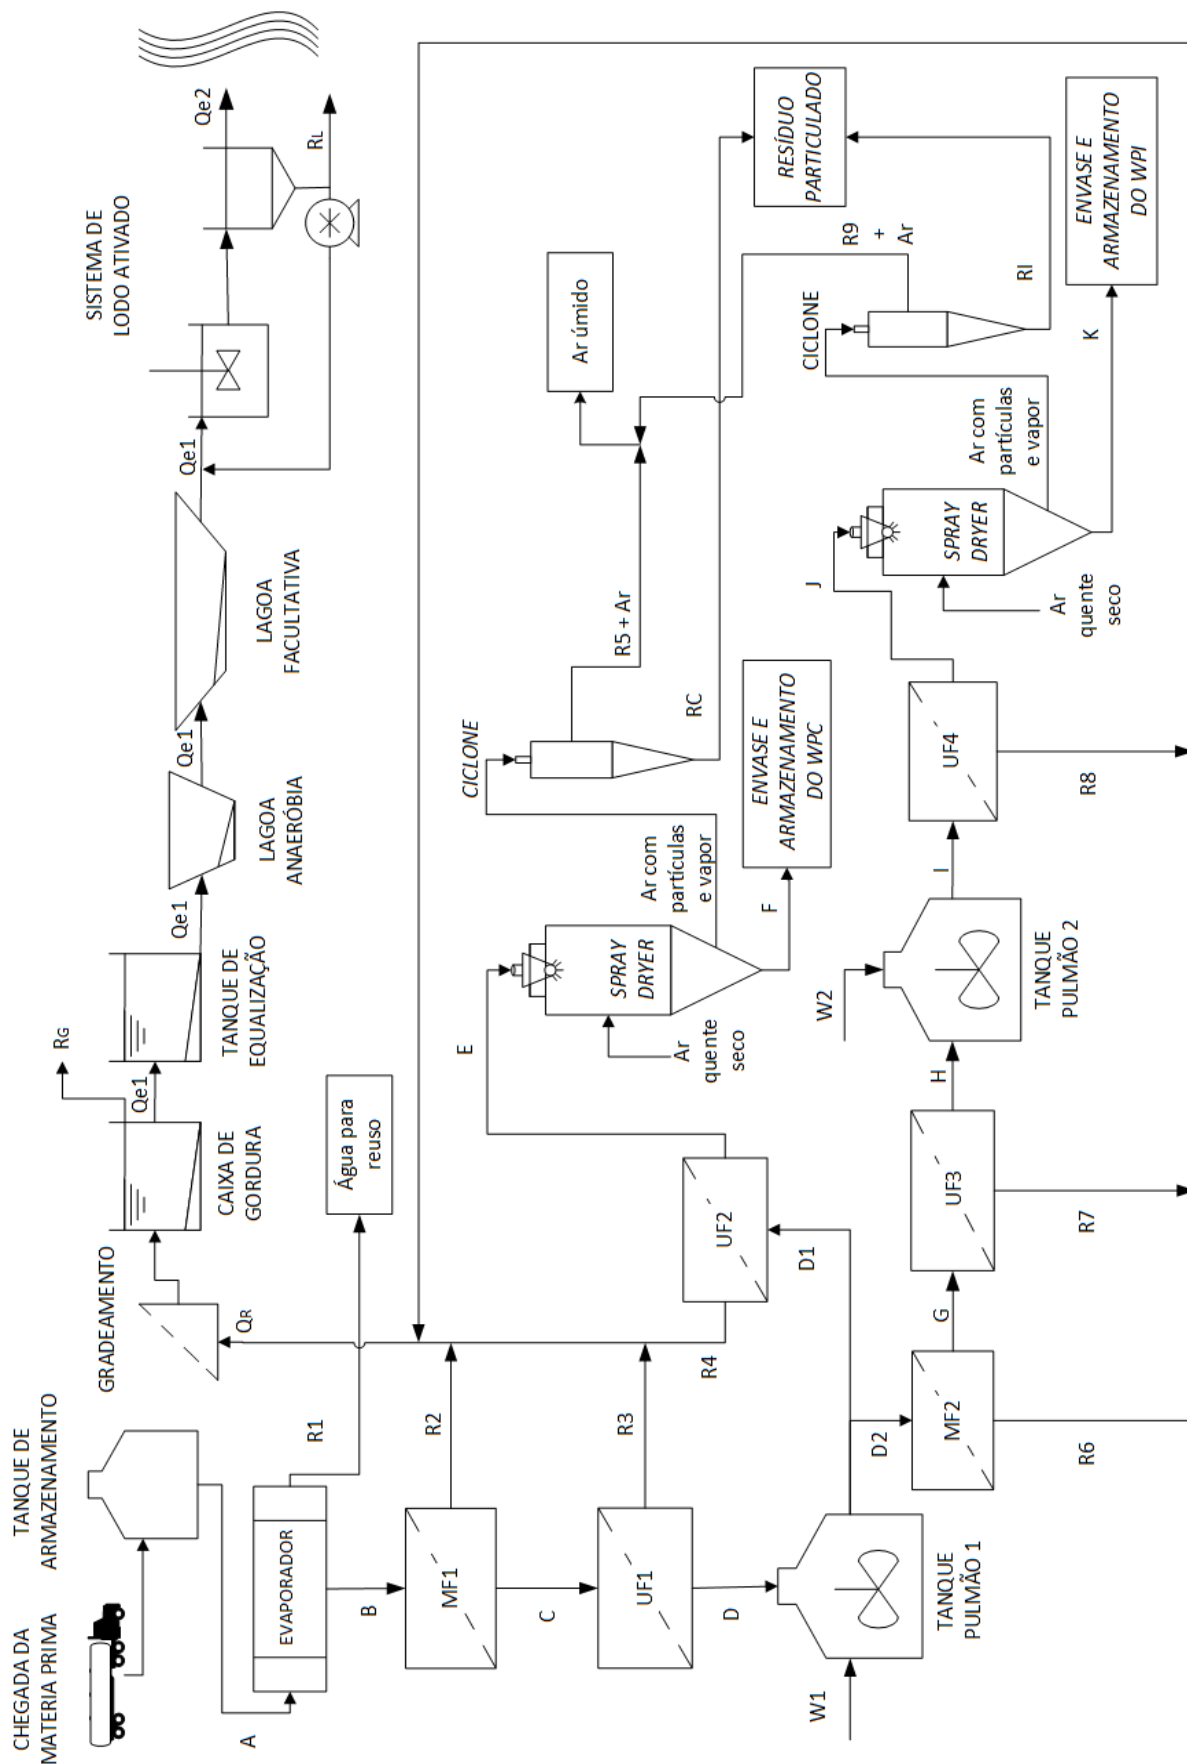 CHEGADA DA
MATERIA PRIMA
TANQUE DE
ARMAZENAMENTO
GRADEAMENTO
CAIXA DE
GORDURA
RG
TANQUE DE
EQUALIZAÇÃO
LAGOA
ANAERÓBIA
LAGOA
FACULTATIVA
SISTEMA DE
LODO ATIVADO
Qe1
Qe1
Qe1
Qe1
Qe2
RL
A
EVAPORADOR
R1
Água para
reuso
QR
B
MF1
R2
C
UF1
R3
D
W1
TANQUE
PULMÃO 1
D1
UF2
R4
E
SPRAY
DRYER
Ar
quente
seco
Ar com
partículas
e vapor
F
ENVASE E
ARMAZENAMENTO
DO WPC
CICLONE
R5 + Ar
RC
Ar úmido
RESÍDUO
PARTICULADO
D2
MF2
R6
G
UF3
R7
H
W2
TANQUE
PULMÃO 2
I
UF4
R8
J
SPRAY
DRYER
Ar
quente
seco
Ar com
partículas
e vapor
CICLONE
R9
+
Ar
RI
K
ENVASE E
ARMAZENAMENTO
DO WPI